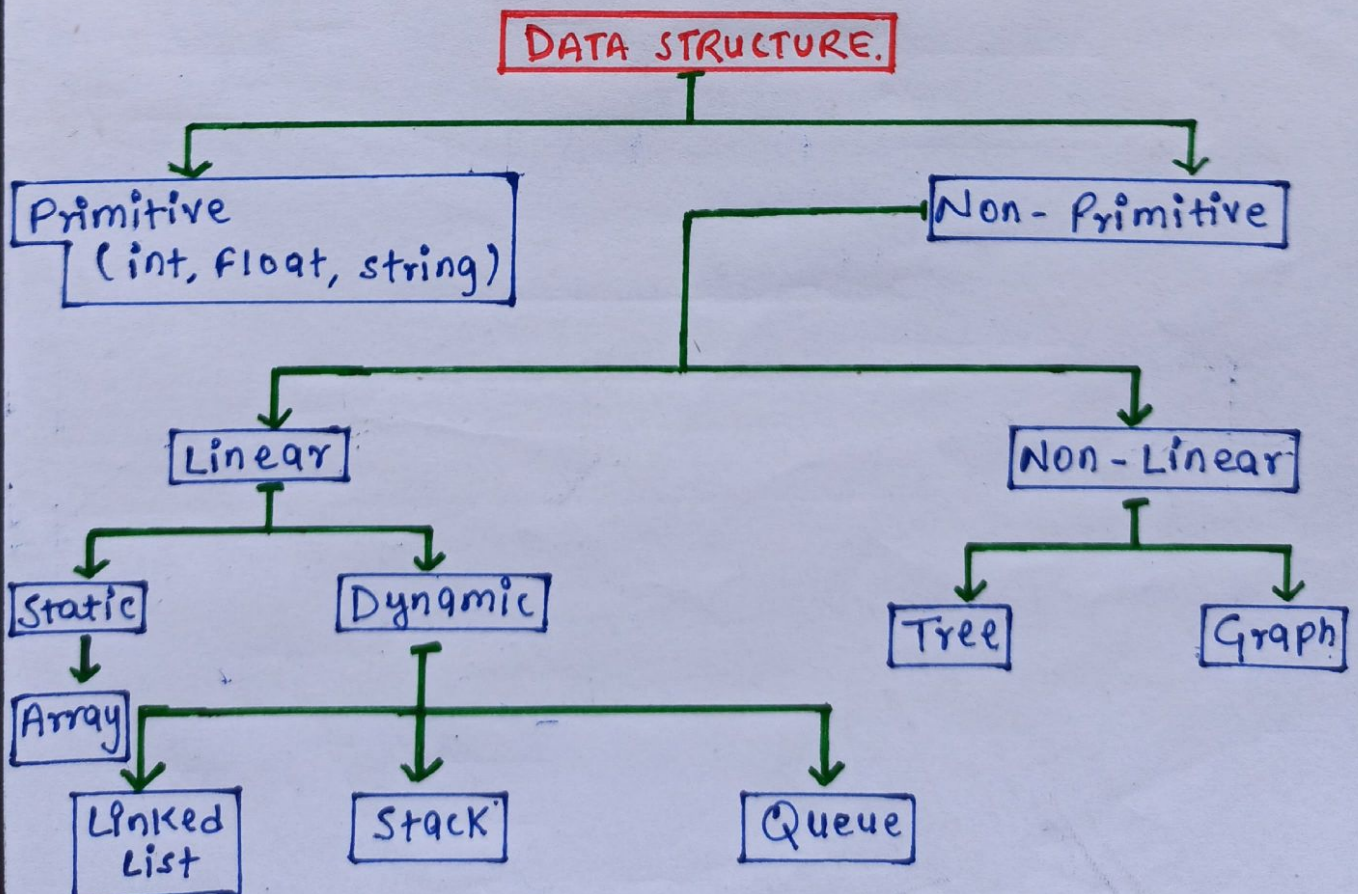 DATA STRUCTURE.
Primitive
(int, float, string)
Non - Primitive
Linear
Non - Linear
Static
Dynamic
Tree
Graph
Array
Linked
List
Stack
Queue